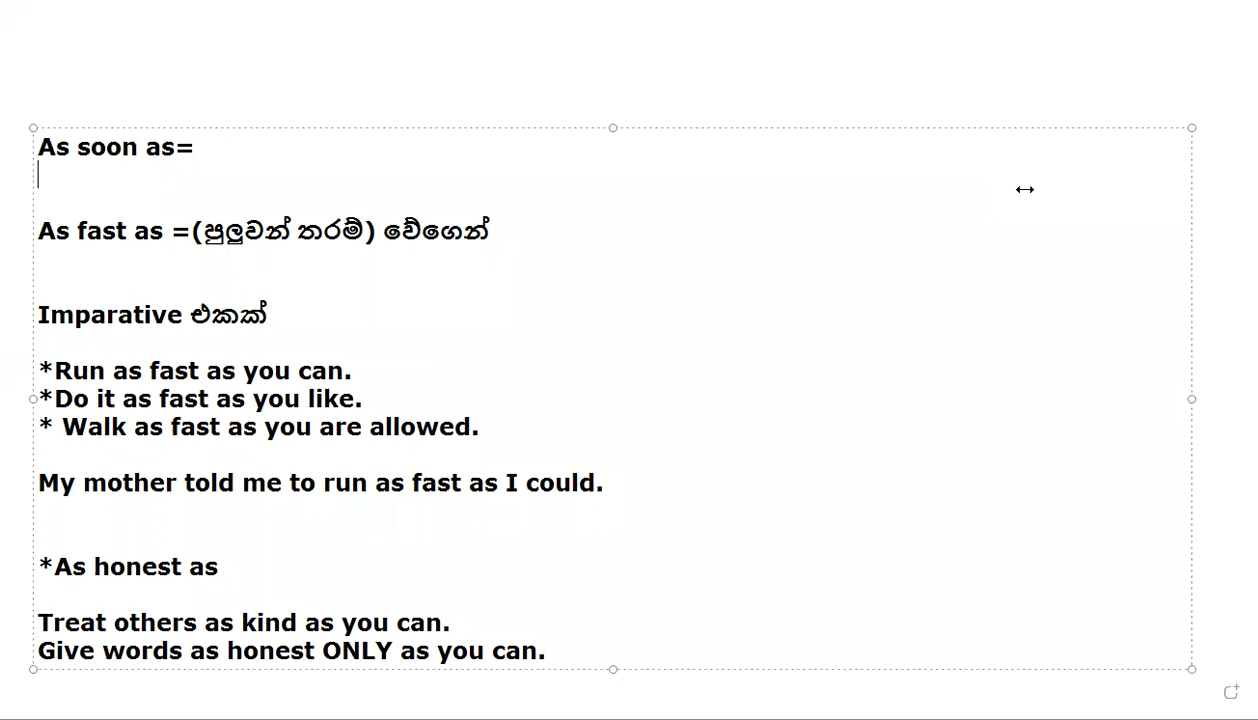 As soon as=
As fast as =(පුලුවන් තරම්) වේගෙන්
Imparative එකක්
*Run as fast as you can.
*Do it as fast as you like.
* Walk as fast as you are allowed.
My mother told me to run as fast as I could.
*As honest as
Treat others as kind as you can.
Give words as honest ONLY as you can.